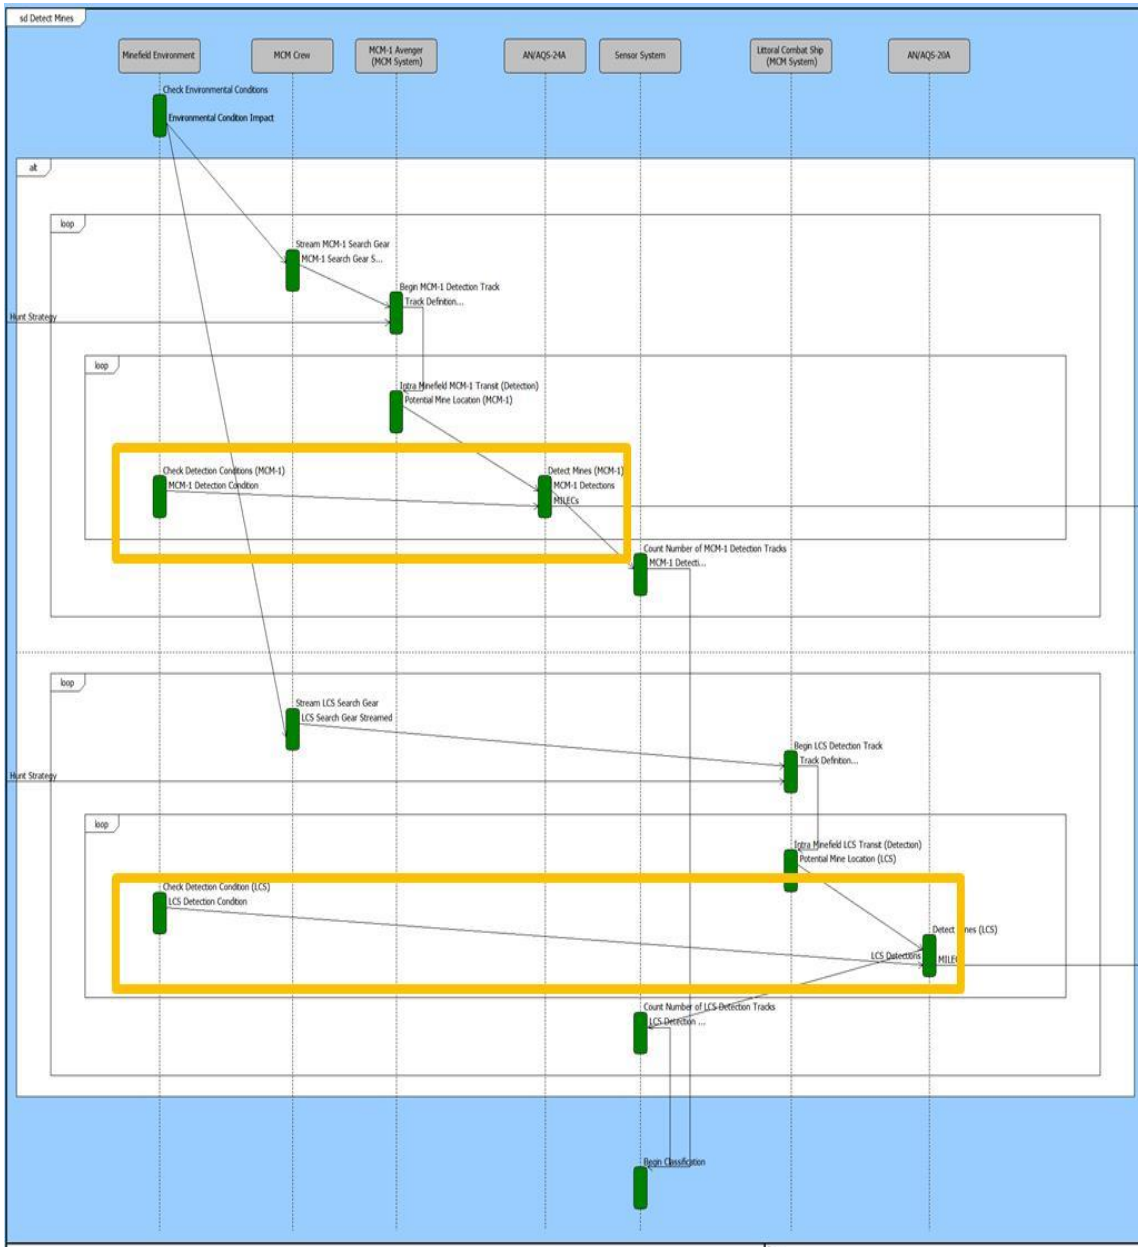 sd Detect Mines
Minefield Environment
MCM Crew
MCM-1 Avenger
(MCM System)
AN/AQS-24A
Sensor System
Littoral Combat Ship
(MCM System)
AN/AQS-20A
Check Environmental Conditions
Environmental Condition Impact
alt
loop
Stream MCM-1 Search Gear
MCM-1 Search Gear S...
Begin MCM-1 Detection Track
Track Definition...
Hunt Strategy
loop
Intra Minefield MCM-1 Transit (Detection)
Potential Mine Location (MCM-1)
Check Detection Conditions (MCM-1)
MCM-1 Detection Condition
Detect Mines (MCM-1)
MCM-1 Detections
MILECs
Count Number of MCM-1 Detection Tracks
MCM-1 Detecti...
loop
Stream LCS Search Gear
LCS Search Gear Streamed
Begin LCS Detection Track
Track Definition...
Hunt Strategy
loop
Intra Minefield LCS Transit (Detection)
Potential Mine Location (LCS)
Check Detection Condition (LCS)
LCS Detection Condition
Detect Mines (LCS)
LCS Detections
Count Number of LCS Detection Tracks
LCS Detection ...
Begin Classification